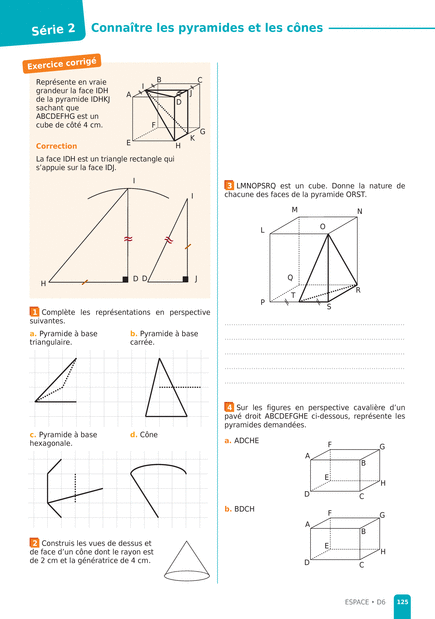 Série 2
Connaître les pyramides et les cônes
Exercice corrigé
Représente en vraie
grandeur la face IDH
de la pyramide IDHKJ
sachant que
ABCDEFHG est un
cube de côté 4 cm.
A
I
B
C
J
D
F
G
E
K
H
Correction
La face IDH est un triangle rectangle qui
s'appuie sur la face IDJ.
I
I
H
D
D
J
1 Complète les représentations en perspective
suivantes.
a. Pyramide à base
triangulaire.
b. Pyramide à base
carrée.
c. Pyramide à base
hexagonale.
d. Cône
2 Construis les vues de dessus et
de face d'un cône dont le rayon est
de 2 cm et la génératrice de 4 cm.
3 LMNOPSRQ est un cube. Donne la nature de
chacune des faces de la pyramide ORST.
M
N
L
O
Q
R
P
T
S
4 Sur les figures en perspective cavalière d'un
pavé droit ABCDEFGHE ci-dessous, représente les
pyramides demandées.
a. ADCHE
F
G
A
B
E
H
D
C
b. BDCH
F
G
A
B
E
H
D
C
ESPACE • D6
125